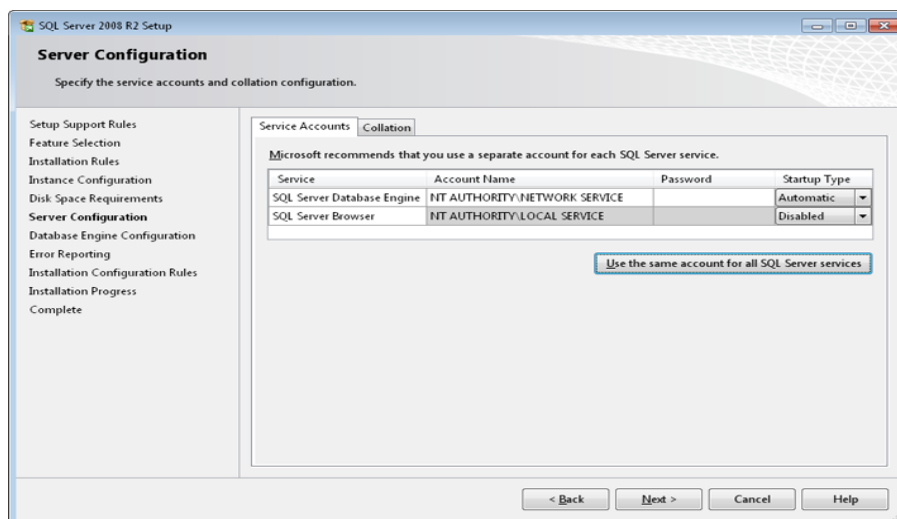 SQL Server 2008 R2 Setup
Server Configuration
Specify the service accounts and collation configuration.
Setup Support Rules
Feature Selection
Installation Rules
Instance Configuration
Disk Space Requirements
Server Configuration
Database Engine Configuration
Error Reporting
Installation Configuration Rules
Installation Progress
Complete
Service Accounts Collation
Microsoft recommends that you use a separate account for each SQL Server service.
Service Account Name Password Startup Type
SQL Server Database Engine NT AUTHORITY\NETWORK SERVICE Automatic
SQL Server Browser NT AUTHORITY\LOCAL SERVICE Disabled
Use the same account for all SQL Server services
< Back Next > Cancel Help